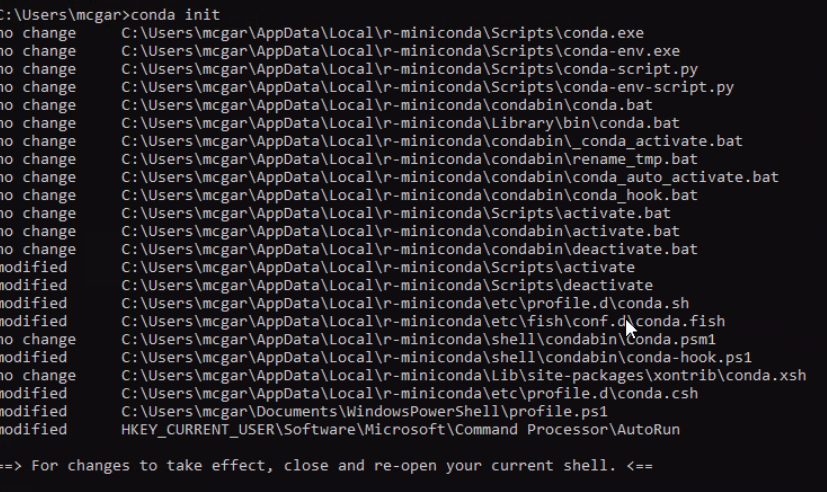 C:\Users\mcgar>conda init
no change     C:\Users\mcgar\AppData\Local\r-miniconda\Scripts\conda.exe
no change     C:\Users\mcgar\AppData\Local\r-miniconda\Scripts\conda-env.exe
no change     C:\Users\mcgar\AppData\Local\r-miniconda\Scripts\conda-script.py
no change     C:\Users\mcgar\AppData\Local\r-miniconda\Scripts\conda-env-script.py
no change     C:\Users\mcgar\AppData\Local\r-miniconda\condabin\conda.bat
no change     C:\Users\mcgar\AppData\Local\r-miniconda\Library\bin\conda.bat
no change     C:\Users\mcgar\AppData\Local\r-miniconda\condabin\_conda_activate.bat
no change     C:\Users\mcgar\AppData\Local\r-miniconda\condabin\rename_tmp.bat
no change     C:\Users\mcgar\AppData\Local\r-miniconda\condabin\conda_auto_activate.bat
no change     C:\Users\mcgar\AppData\Local\r-miniconda\condabin\conda_hook.bat
no change     C:\Users\mcgar\AppData\Local\r-miniconda\Scripts\activate.bat
no change     C:\Users\mcgar\AppData\Local\r-miniconda\condabin\activate.bat
no change     C:\Users\mcgar\AppData\Local\r-miniconda\condabin\deactivate.bat
modified      C:\Users\mcgar\AppData\Local\r-miniconda\Scripts\activate
modified      C:\Users\mcgar\AppData\Local\r-miniconda\Scripts\deactivate
modified      C:\Users\mcgar\AppData\Local\r-miniconda\etc\profile.d\conda.sh
modified      C:\Users\mcgar\AppData\Local\r-miniconda\etc\fish\conf.d\conda.fish
no change     C:\Users\mcgar\AppData\Local\r-miniconda\shell\condabin\Conda.psm1
modified      C:\Users\mcgar\AppData\Local\r-miniconda\shell\condabin\conda-hook.ps1
no change     C:\Users\mcgar\AppData\Local\r-miniconda\Lib\site-packages\xontrib\conda.xsh
modified      C:\Users\mcgar\AppData\Local\r-miniconda\etc\profile.d\conda.csh
modified      C:\Users\mcgar\Documents\WindowsPowerShell\profile.ps1
modified      HKEY_CURRENT_USER\Software\Microsoft\Command Processor\AutoRun
==> For changes to take effect, close and re-open your current shell. <==